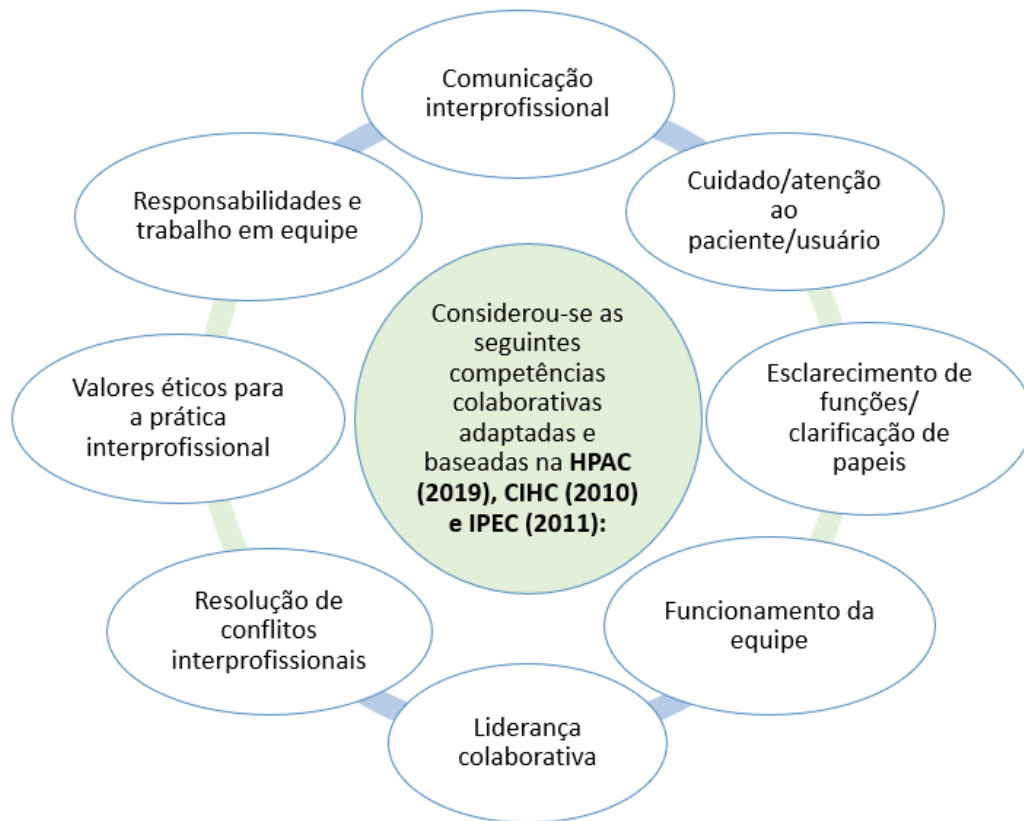 Comunicação
interprofissional
Cuidado/atenção
ao
paciente/usuário
Esclarecimento de
funções/
clarificação de
papeis
Funcionamento da
equipe
Liderança
colaborativa
Resolução de
conflitos
interprofissionais
Valores éticos para
a prática
interprofissional
Responsabilidades e
trabalho em equipe
Considerou-se as
seguintes
competências
colaborativas
adaptadas e
baseadas na HPAC
(2019), CIHC (2010)
e IPEC (2011):